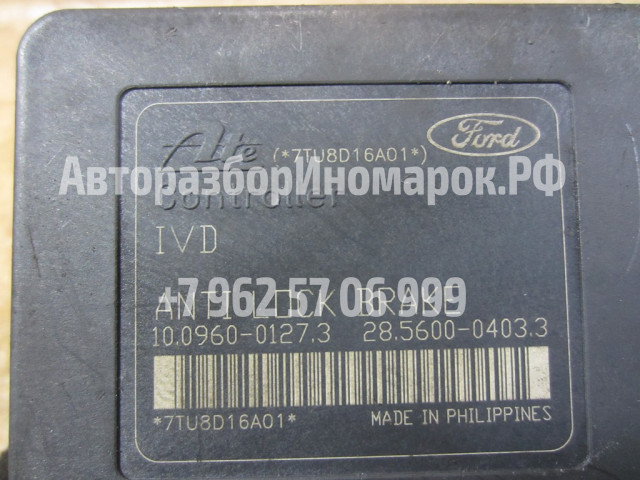 Ate (*7TU8D16A01*) Ford
АвторазборИномарок.РФ
Controller
IVD
+7 962 57 06 999
ANTI LOCK BRAKE
10.0960-0127.3 28.5600-0403.3
*7TU8D16A01* MADE IN PHILIPPINES